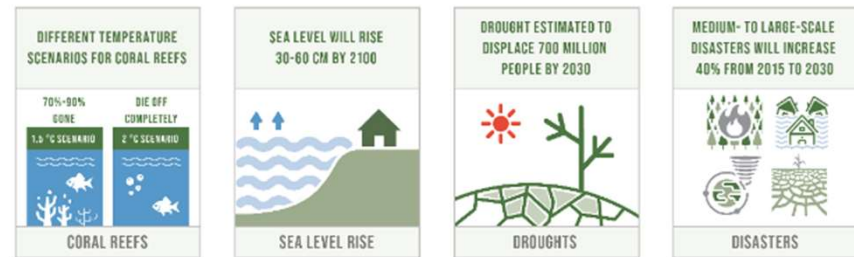 DIFFERENT TEMPERATURE
SCENARIOS FOR CORAL REEFS
70%-90%
GONE
DIE OFF
COMPLETELY
1.5 °C SCENARIO
2 °C SCENARIO
CORAL REEFS
SEA LEVEL WILL RISE
30-60 CM BY 2100
SEA LEVEL RISE
DROUGHT ESTIMATED TO
DISPLACE 700 MILLION
PEOPLE BY 2030
DROUGHTS
MEDIUM- TO LARGE-SCALE
DISASTERS WILL INCREASE
40% FROM 2015 TO 2030
DISASTERS